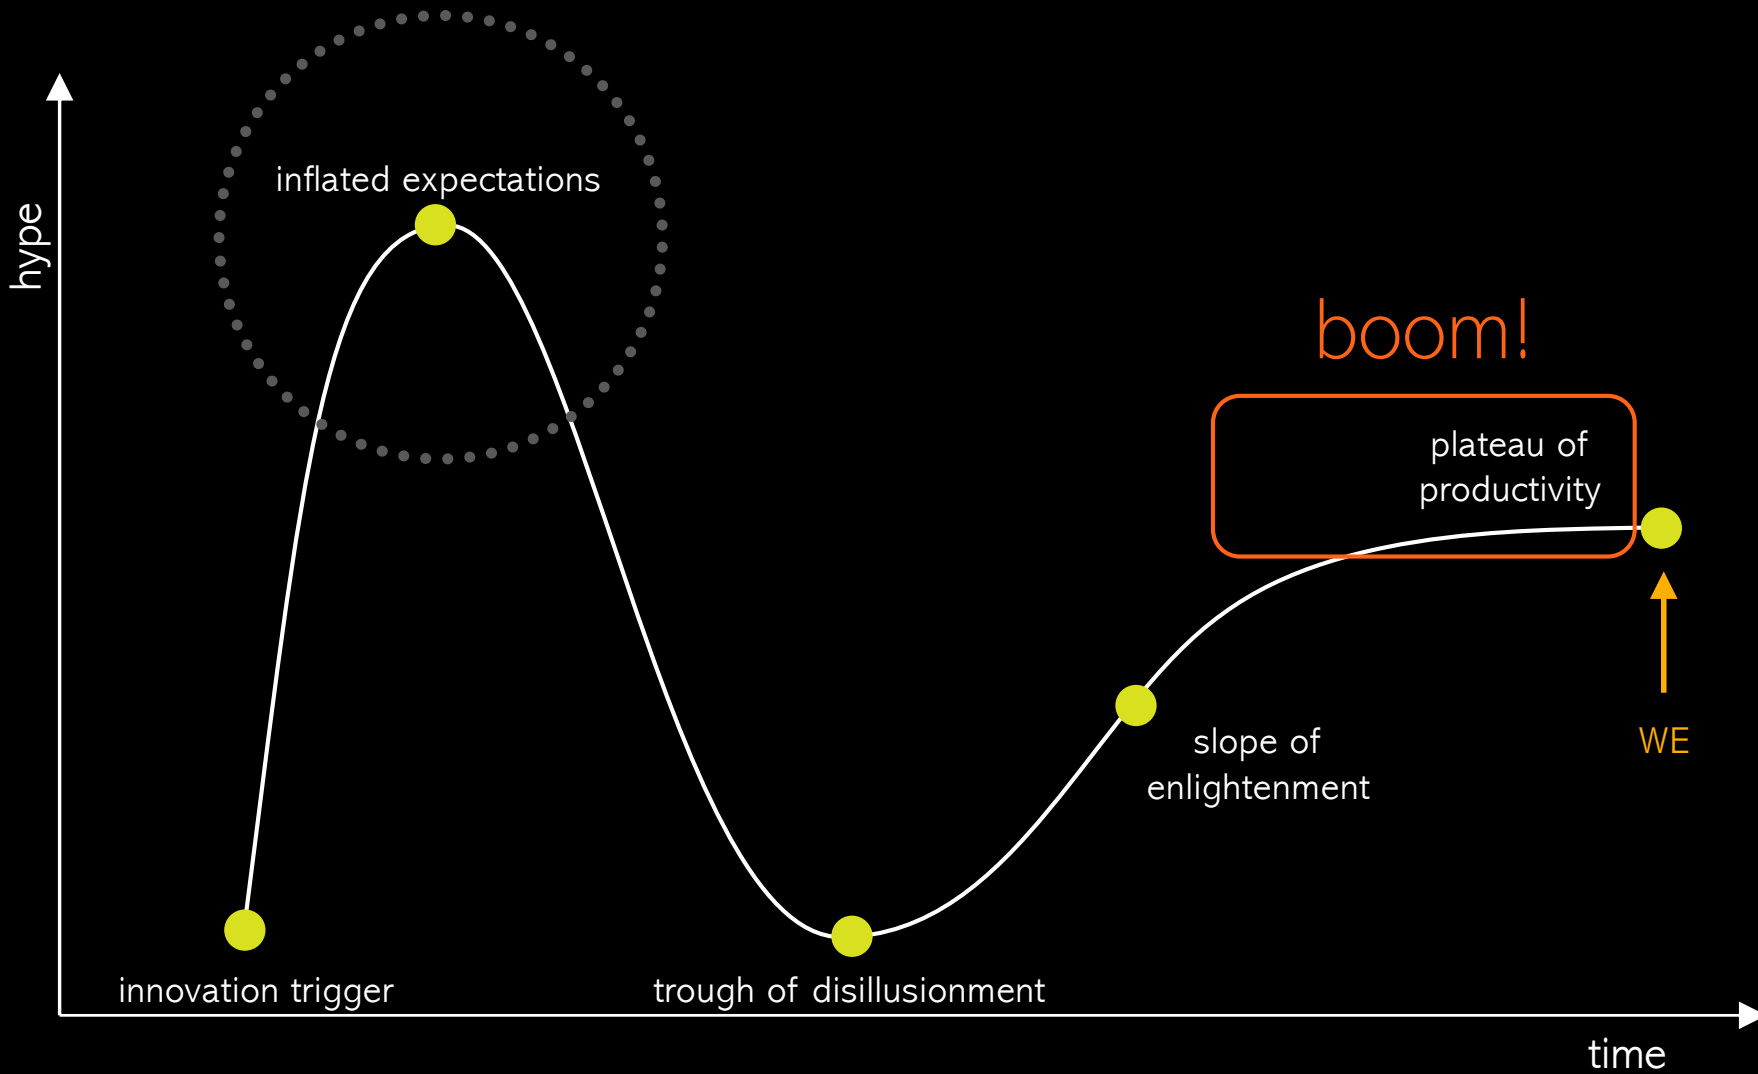 hype
inflated expectations
boom!
plateau of
productivity
WE
slope of
enlightenment
innovation trigger
trough of disillusionment
time